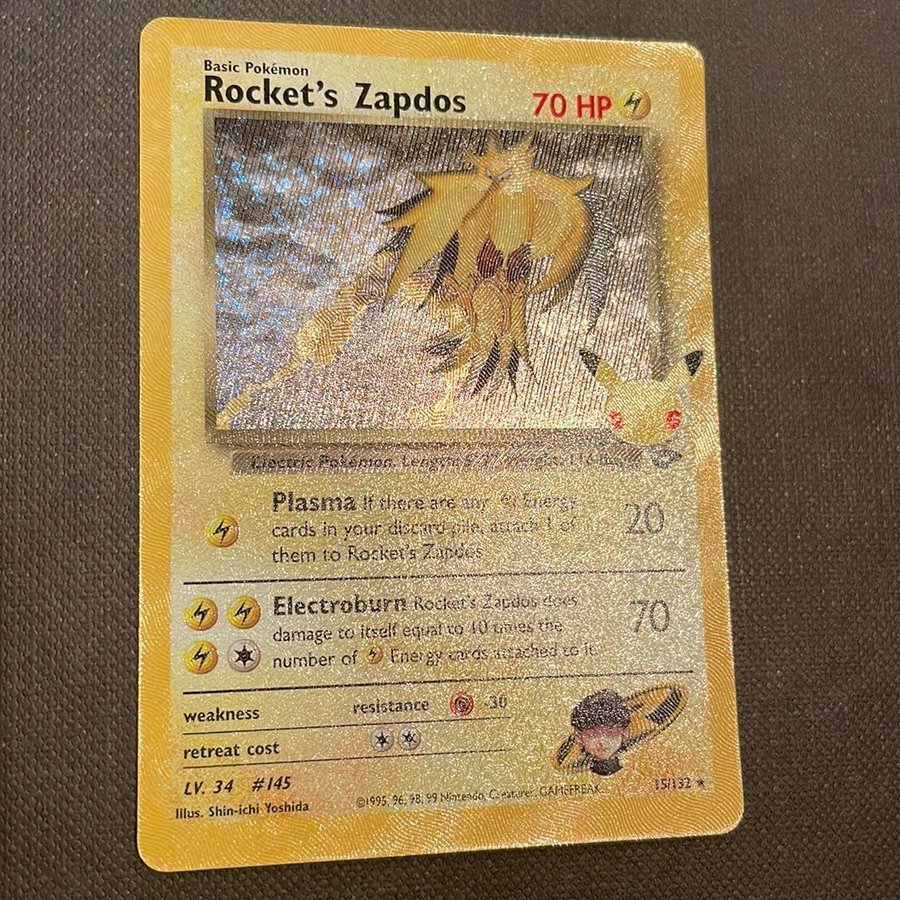 Basic Pokémon
Rocket's Zapdos 70 HP
Electric Pokémon. Length:
Plasma If there are any Energy 20
cards in your discard pile, attach 1 of
them to Rocket's Zapdos.
Electroburn Rocket's Zapdos does 70
damage to itself equal to 10 times the
number of Energy cards attached to it.
weakness resistance -30
retreat cost
LV. 34 #145
Illus. Shin-ichi Yoshida
©1995, 96, 98, 99 Nintendo, Creatures, GAMEFREAK.
15/132 ★